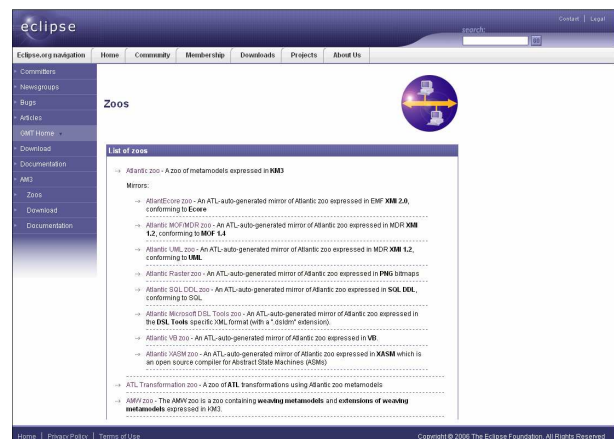 eclipse
Contact | Legal
search:
Eclipse.org navigation Home Community Membership Downloads Projects About Us
Committers
Newsgroups
Bugs
Articles
GMT Home
Download
Documentation
AM3
Zoos
Download
Documentation
Zoos
List of zoos
Atlantic zoo - A zoo of metamodels expressed in KM3
Mirrors:
AtlantEcore zoo - An ATL-auto-generated mirror of Atlantic zoo expressed in EMF XMI 2.0,
conforming to Ecore
Atlantic MOF/MDR zoo - An ATL-auto-generated mirror of Atlantic zoo expressed in MDR XMI
1.2, conforming to MOF 1.4
Atlantic UML zoo - An ATL-auto-generated mirror of Atlantic zoo expressed in MDR XMI 1.2,
conforming to UML
Atlantic Raster zoo - An ATL-auto-generated mirror of Atlantic zoo expressed in PNG bitmaps
Atlantic SQL DDL zoo - An ATL-auto-generated mirror of Atlantic zoo expressed in SQL DDL,
conforming to SQL
Atlantic Microsoft DSL Tools zoo - An ATL-auto-generated mirror of Atlantic zoo expressed in
the DSL Tools specific XML format (with a ".dsldm" extension).
Atlantic VB zoo - An ATL-auto-generated mirror of Atlantic zoo expressed in VB.
Atlantic XASM zoo - An ATL-auto-generated mirror of Atlantic zoo expressed in XASM which is
an open source compiler for Abstract State Machines (ASMs)
ATL Transformation zoo - A zoo of ATL transformations using Atlantic zoo metamodels
AMW zoo - The AMW zoo is a zoo containing weaving metamodels and extensions of weaving
metamodels expressed in KM3.
Home | Privacy Policy | Terms of Use
Copyright © 2006 The Eclipse Foundation. All Rights Reserved